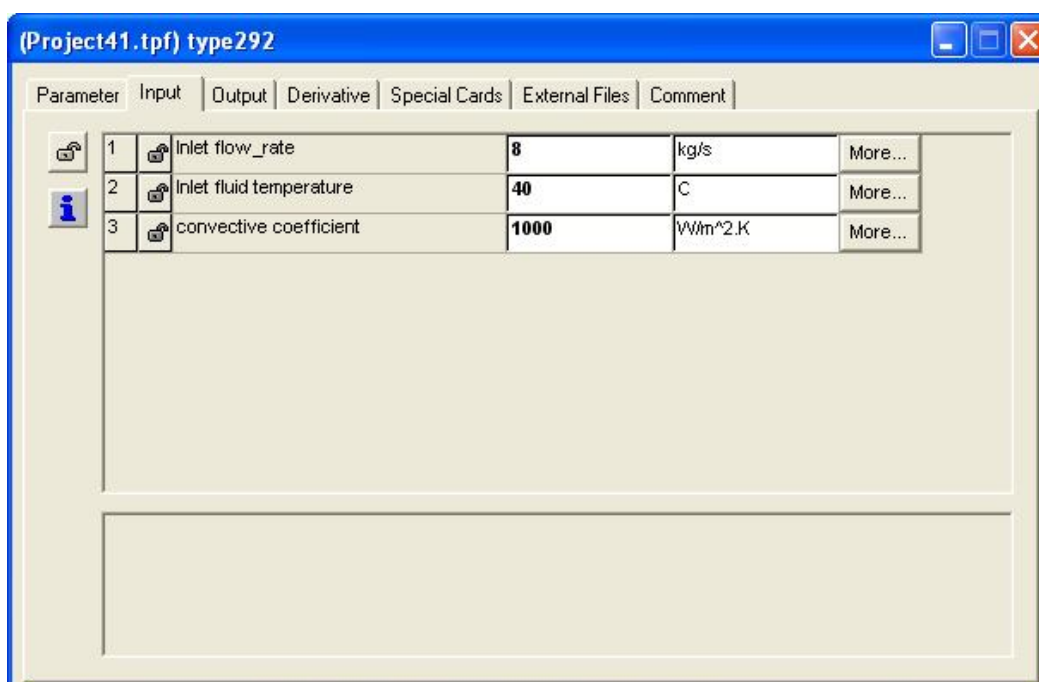 (Project41.tpf) type292
Parameter Input Output Derivative Special Cards External Files Comment
1 Inlet flow_rate 8 kg/s More...
2 Inlet fluid temperature 40 C More...
3 convective coefficient 1000 W/m^2.K More...